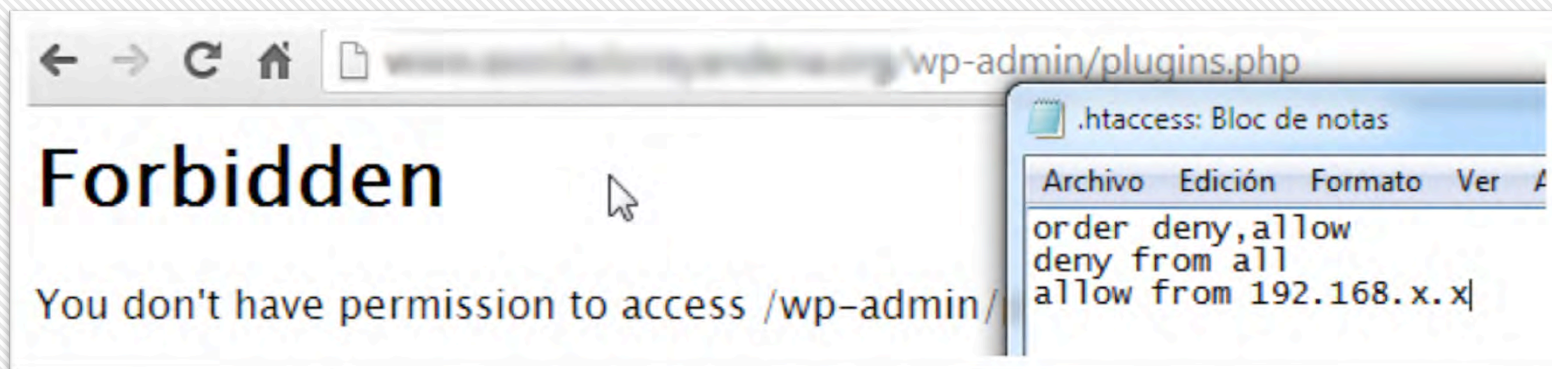 /wp-admin/plugins.php
.htaccess: Bloc de notas
Forbidden
Archivo Edición Formato Ver
order deny,allow
deny from all
allow from 192.168.x.x
You don't have permission to access /wp-admin/